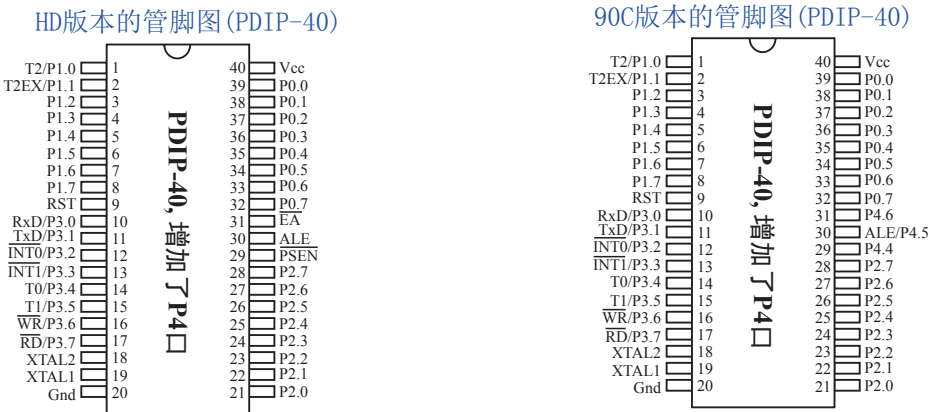 HD版本的管脚图(PDIP-40)
T2/P1.0 1 40 Vcc
T2EX/P1.1 2 39 P0.0
P1.2 3 38 P0.1
P1.3 4 37 P0.2
P1.4 5 36 P0.3
P1.5 6 35 P0.4
P1.6 7 34 P0.5
P1.7 8 33 P0.6
RST 9 32 P0.7
RxD/P3.0 10 31 EA
TxD/P3.1 11 30 ALE
INT0/P3.2 12 29 PSEN
INT1/P3.3 13 28 P2.7
T0/P3.4 14 27 P2.6
T1/P3.5 15 26 P2.5
WR/P3.6 16 25 P2.4
RD/P3.7 17 24 P2.3
XTAL2 18 23 P2.2
XTAL1 19 22 P2.1
Gnd 20 21 P2.0
PDIP-40, 增加了P4口
90C版本的管脚图(PDIP-40)
T2/P1.0 1 40 Vcc
T2EX/P1.1 2 39 P0.0
P1.2 3 38 P0.1
P1.3 4 37 P0.2
P1.4 5 36 P0.3
P1.5 6 35 P0.4
P1.6 7 34 P0.5
P1.7 8 33 P0.6
RST 9 32 P0.7
RxD/P3.0 10 31 P4.6
TxD/P3.1 11 30 ALE/P4.5
INT0/P3.2 12 29 P4.4
INT1/P3.3 13 28 P2.7
T0/P3.4 14 27 P2.6
T1/P3.5 15 26 P2.5
WR/P3.6 16 25 P2.4
RD/P3.7 17 24 P2.3
XTAL2 18 23 P2.2
XTAL1 19 22 P2.1
Gnd 20 21 P2.0
PDIP-40, 增加了P4口